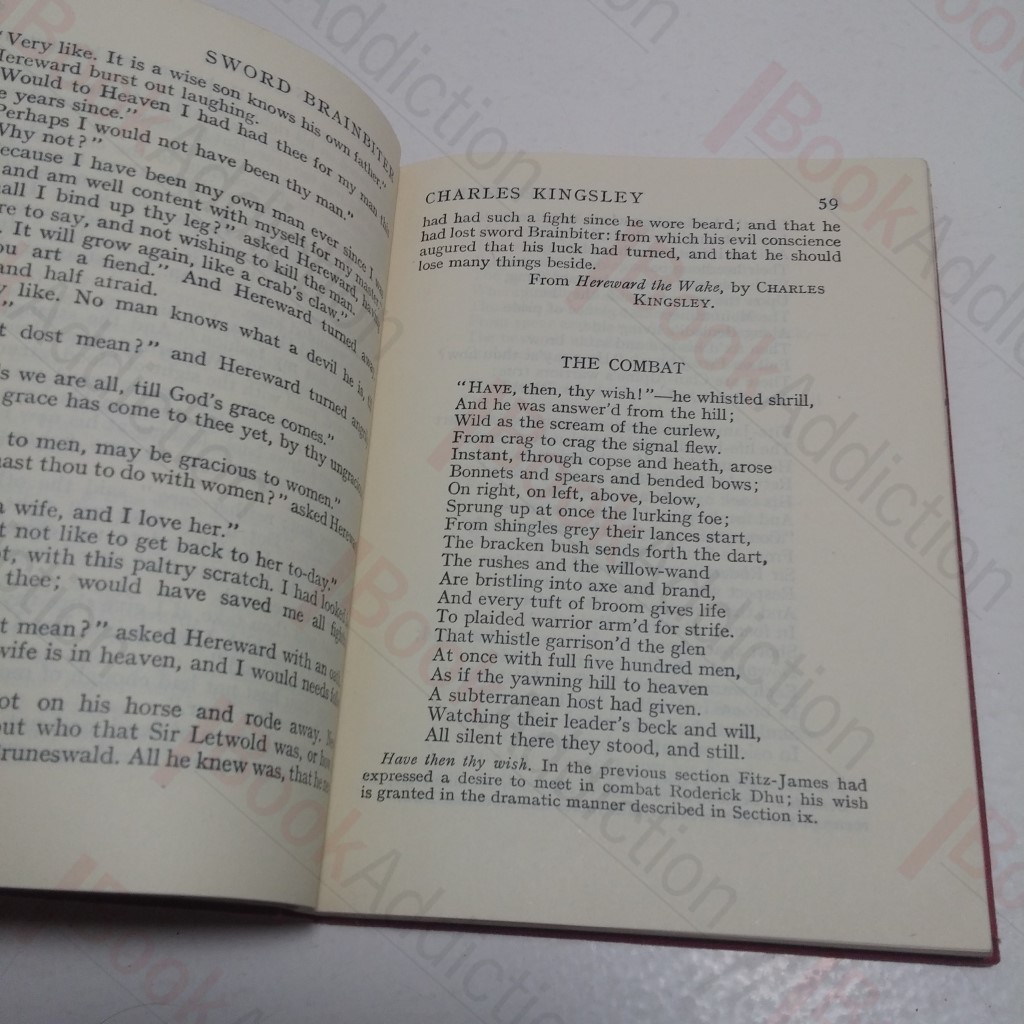 SWORD BRAINBITER
"Very like. It is a wise son knows his own father."
Hereward burst out laughing.
Would to Heaven I had had thee for my man
e years since."
Perhaps I would not have been thy man."
Why not?"
ecause I have been my own man ever since I
and am well content with myself for my master
all I bind up thy leg?" asked Hereward, having
re to say, and not wishing to kill the man.
. It will grow again, like a crab's claw."
ou art a fiend." And Hereward turned away,
and half afraid.
y like. No man knows what a devil he is,
"
t dost mean?" and Hereward turned
s we are all, till God's grace comes."
grace has come to thee yet, by thy
to men, may be gracious to women."
hast thou to do with women?" asked
a wife, and I love her."
t not like to get back to her to-day."
ot, with this paltry scratch. I had looked
thee; would have saved me all
t mean?" asked Hereward with an
wife is in heaven, and I would needs
ot on his horse and rode away.
out who that Sir Letwold was, or
runeswald. All he knew was, that he
CHARLES KINGSLEY 59
had had such a fight since he wore beard; and that he
had lost sword Brainbiter: from which his evil conscience
augured that his luck had turned, and that he should
lose many things beside.
From Hereward the Wake, by CHARLES
KINGSLEY.
THE COMBAT
"HAVE, then, thy wish!"—he whistled shrill,
And he was answer'd from the hill;
Wild as the scream of the curlew,
From crag to crag the signal flew.
Instant, through copse and heath, arose
Bonnets and spears and bended bows;
On right, on left, above, below,
Sprung up at once the lurking foe;
From shingles grey their lances start,
The bracken bush sends forth the dart,
The rushes and the willow-wand
Are bristling into axe and brand,
And every tuft of broom gives life
To plaided warrior arm'd for strife.
That whistle garrison'd the glen
At once with full five hundred men,
As if the yawning hill to heaven
A subterranean host had given.
Watching their leader's beck and will,
All silent there they stood, and still.
Have then thy wish. In the previous section Fitz-James had
expressed a desire to meet in combat Roderick Dhu; his wish
is granted in the dramatic manner described in Section ix.
BookAddiction